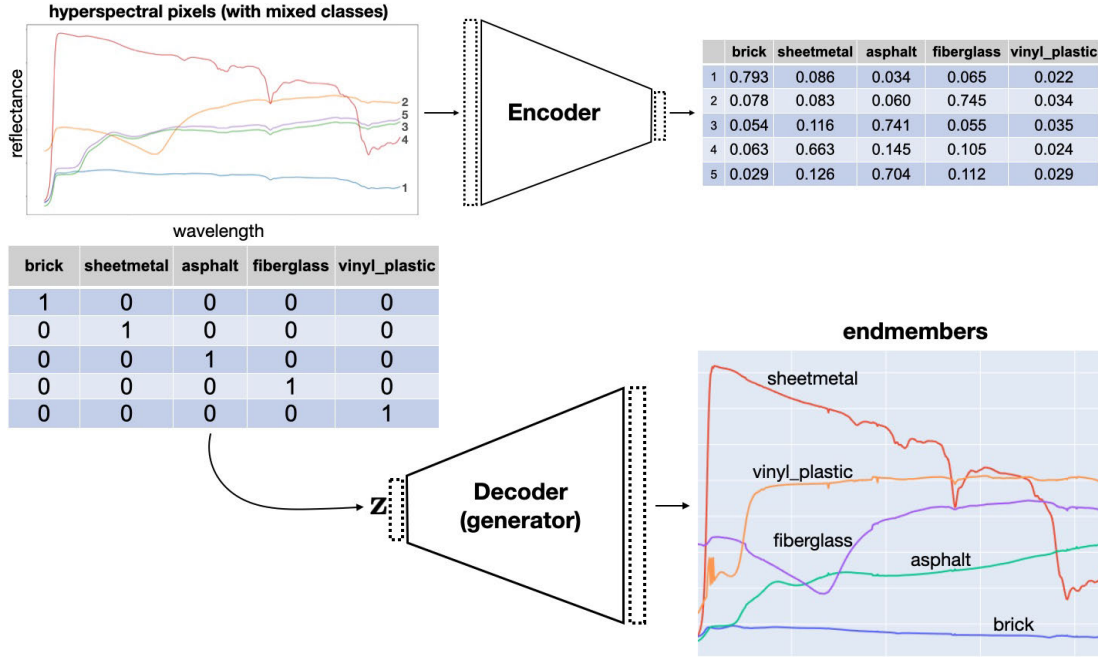 hyperspectral pixels (with mixed classes)
reflectance
2
5
3
4
1
wavelength
Encoder
brick sheetmetal asphalt fiberglass vinyl_plastic
1 0.793 0.086 0.034 0.065 0.022
2 0.078 0.083 0.060 0.745 0.034
3 0.054 0.116 0.741 0.055 0.035
4 0.063 0.663 0.145 0.105 0.024
5 0.029 0.126 0.704 0.112 0.029
brick sheetmetal asphalt fiberglass vinyl_plastic
1 0 0 0 0
0 1 0 0 0
0 0 1 0 0
0 0 0 1 0
0 0 0 0 1
z
Decoder
(generator)
endmembers
sheetmetal
vinyl_plastic
fiberglass
asphalt
brick